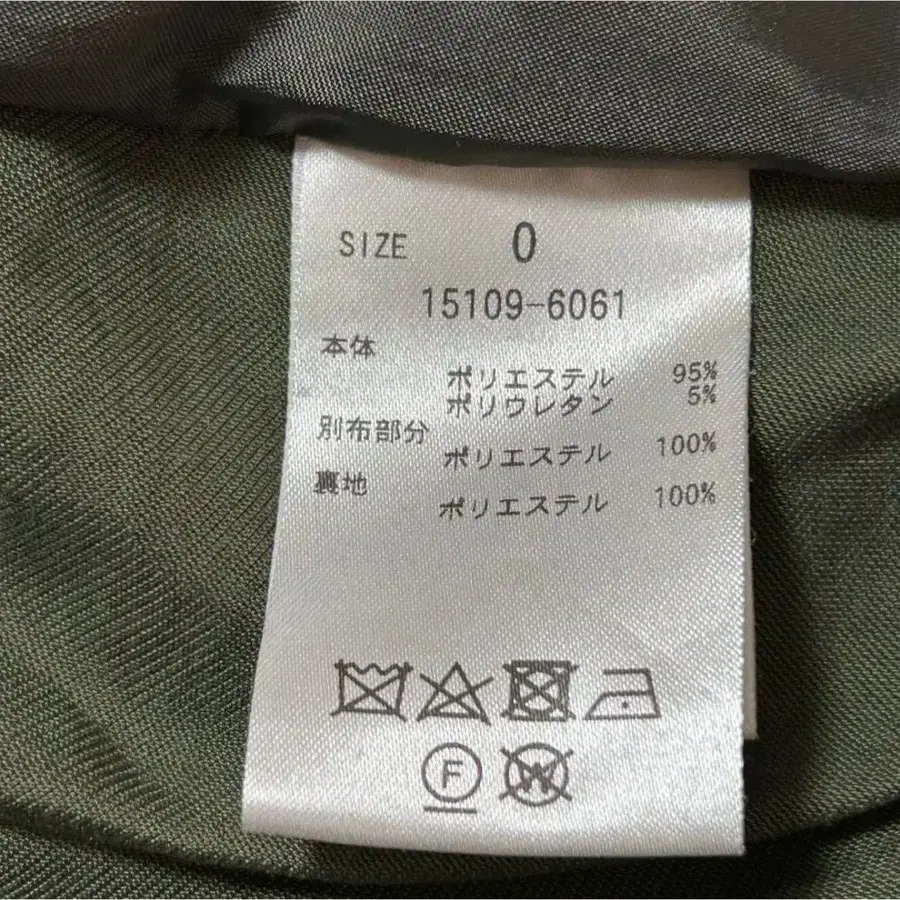 SIZE 0
15109-6061
本体
ポリエステル 95%
ポリウレタン 5%
別布部分
ポリエステル 100%
裏地
ポリエステル 100%
F W